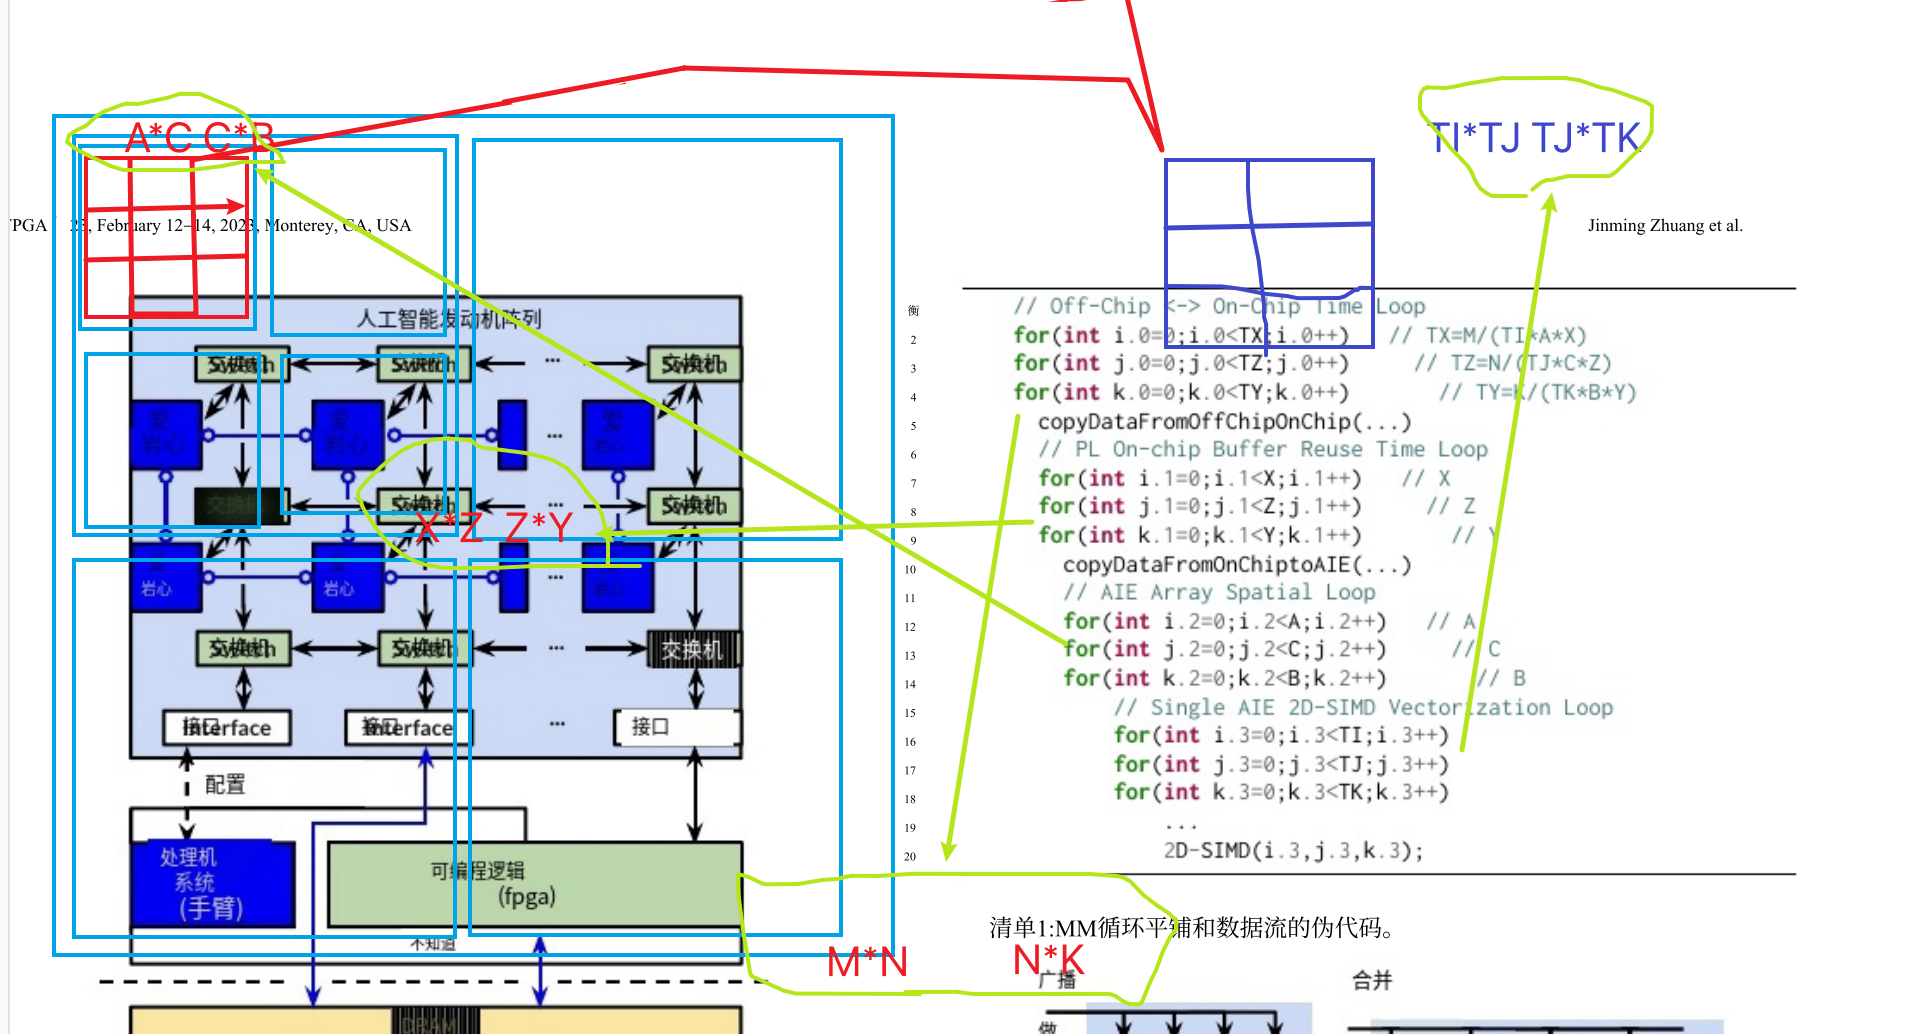 A*C C*B
TI*TJ TJ*TK
FPGA '23, February 12–14, 2023, Monterey, CA, USA
Jinming Zhuang et al.
人工智能发动机阵列
交换机 交换机 ... 交换机
爱 爱 爱
岩心 岩心 ... 岩心
交换机 交换机 ... 交换机
X*Z Z*Y
岩心 岩心 ... 岩心
交换机 交换机 ... 交换机
接口 Interface 接口 Interface ... 接口
配置
处理机
系统
(手臂)
可编程逻辑
(fpga)
不知道
DRAM
衡 // Off-Chip <-> On-Chip Time Loop
2 for(int i.0=0;i.0<TX;i.0++) // TX=M/(TI*A*X)
3 for(int j.0=0;j.0<TZ;j.0++) // TZ=N/(TJ*C*Z)
4 for(int k.0=0;k.0<TY;k.0++) // TY=K/(TK*B*Y)
5 copyDataFromOffChipOnChip(...)
6 // PL On-chip Buffer Reuse Time Loop
7 for(int i.1=0;i.1<X;i.1++) // X
8 for(int j.1=0;j.1<Z;j.1++) // Z
9 for(int k.1=0;k.1<Y;k.1++) // Y
10 copyDataFromOnChiptoAIE(...)
11 // AIE Array Spatial Loop
12 for(int i.2=0;i.2<A;i.2++) // A
13 for(int j.2=0;j.2<C;j.2++) // C
14 for(int k.2=0;k.2<B;k.2++) // B
15 // Single AIE 2D-SIMD Vectorization Loop
16 for(int i.3=0;i.3<TI;i.3++)
17 for(int j.3=0;j.3<TJ;j.3++)
18 for(int k.3=0;k.3<TK;k.3++)
19 ...
20 2D-SIMD(i.3,j.3,k.3);
清单1:MM循环平铺和数据流的伪代码。
M*N N*K
广播 合并
做